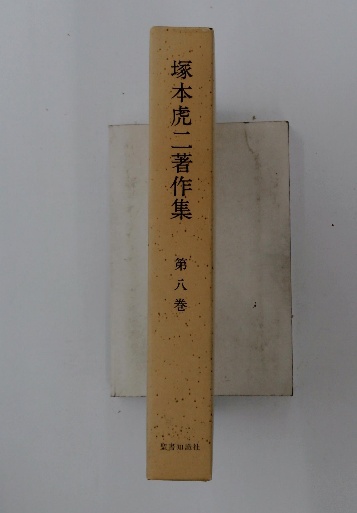 塚本虎二著作集
第八巻
聖書知識社